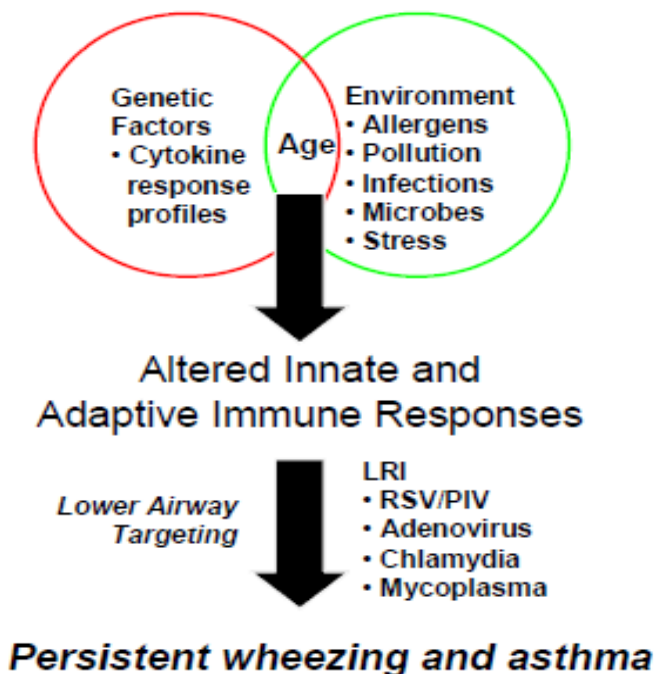 Genetic
Factors
• Cytokine
response
profiles
Age
Environment
• Allergens
• Pollution
• Infections
• Microbes
• Stress
Altered Innate and
Adaptive Immune Responses
Lower Airway
Targeting
LRI
• RSV/PIV
• Adenovirus
• Chlamydia
• Mycoplasma
Persistent wheezing and asthma